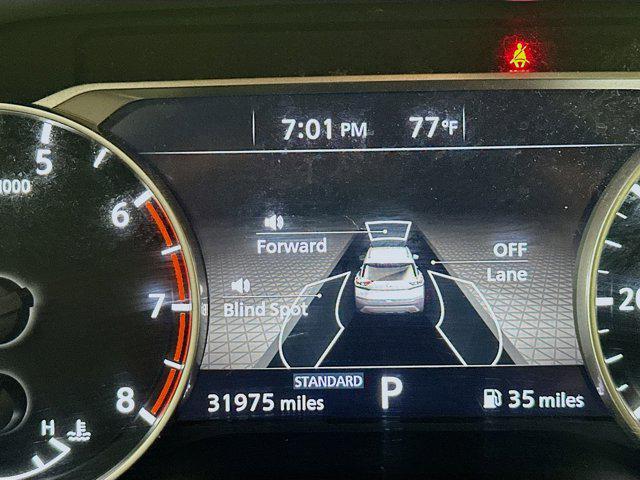 7:01 PM 77°F
5
1000
6
Forward
OFF
Lane
7
Blind Spot
20
STANDARD
8
31975 miles P 35 miles
H